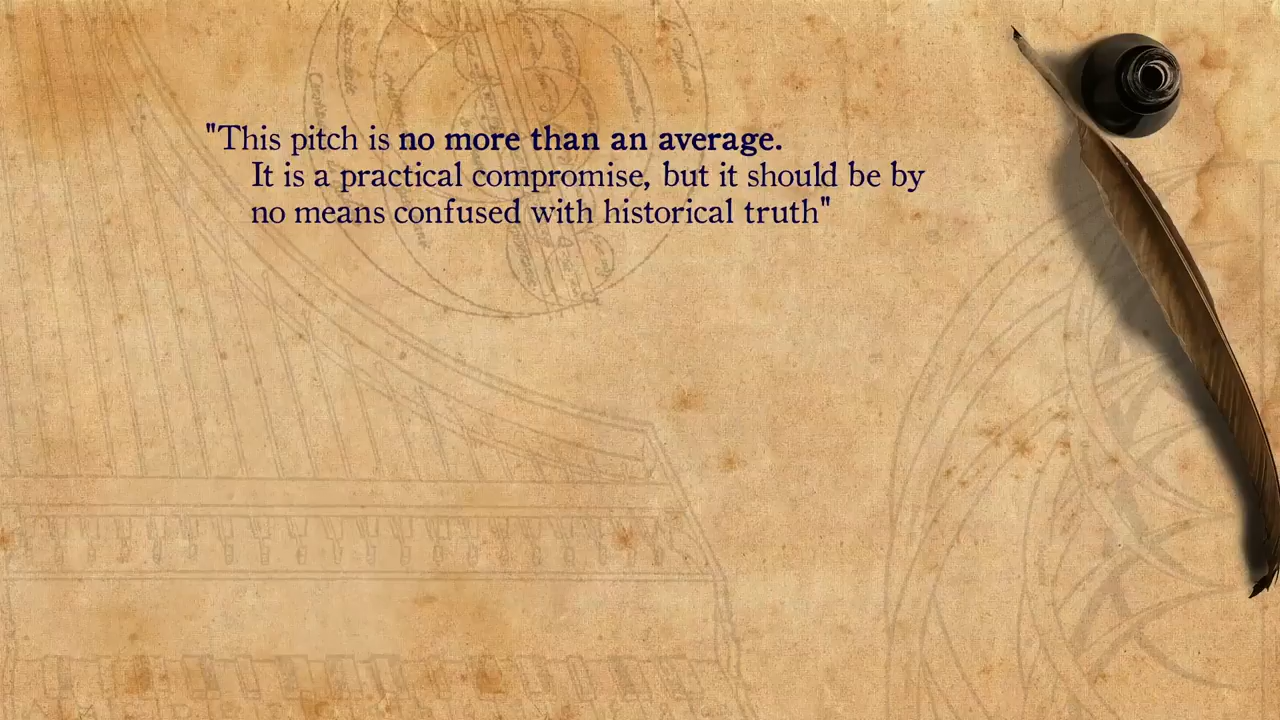 "This pitch is no more than an average.
It is a practical compromise, but it should be by
no means confused with historical truth"